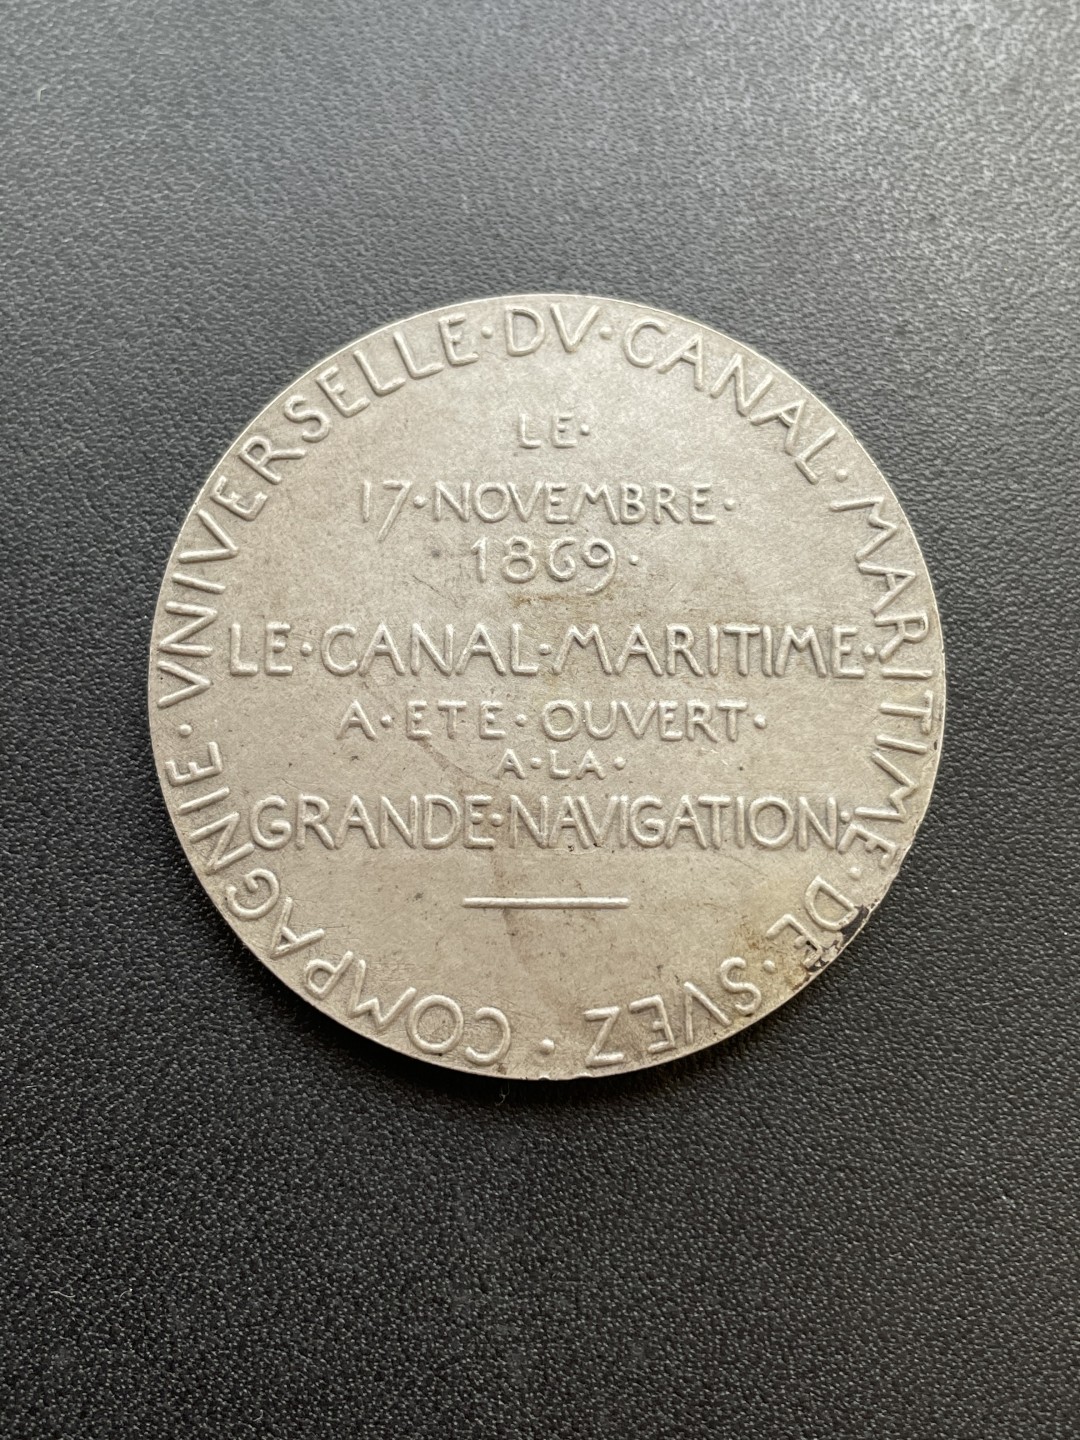 COMPAGNIE · VNIVERSELLE · DV · CANAL · MARITIME · DE · SVEZ ·
LE ·
17 · NOVEMBRE ·
1869 ·
LE · CANAL · MARITIME ·
A · ETE · OUVERT ·
A · LA ·
GRANDE · NAVIGATION ·